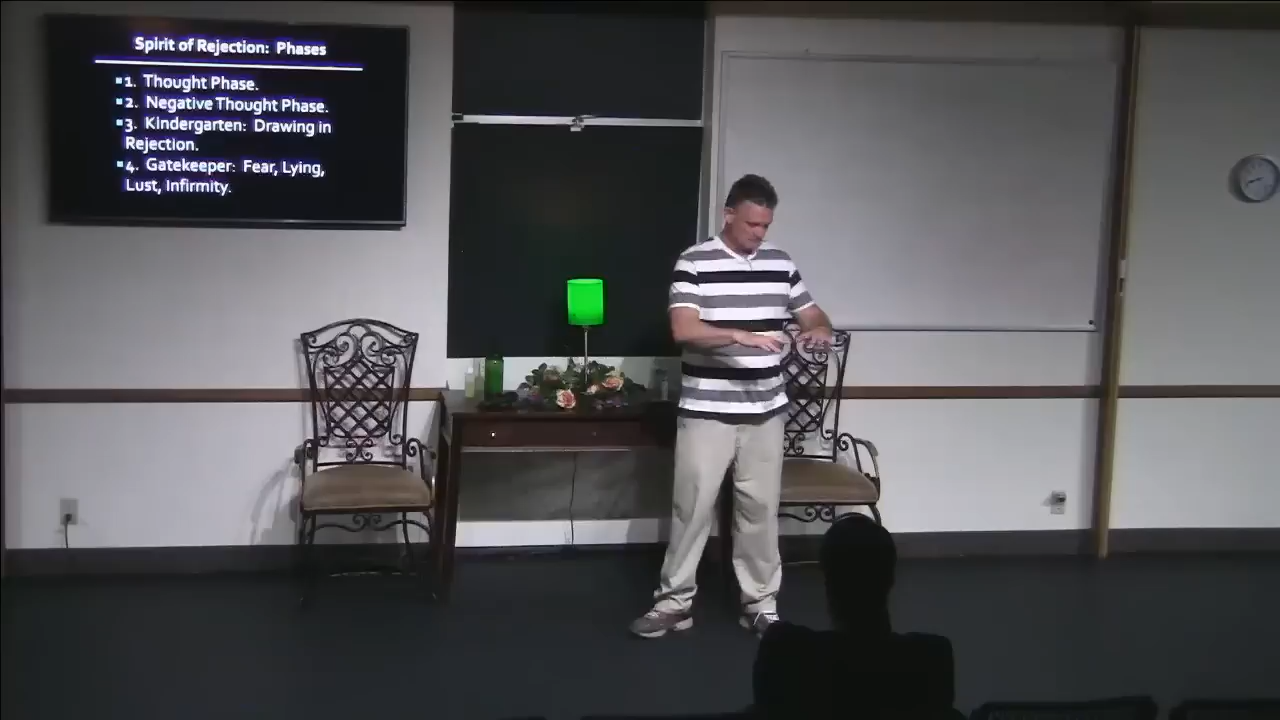 Spirit of Rejection: Phases
1. Thought Phase.
2. Negative Thought Phase.
3. Kindergarten: Drawing in
Rejection.
4. Gatekeeper: Fear, Lying,
Lust, Infirmity.